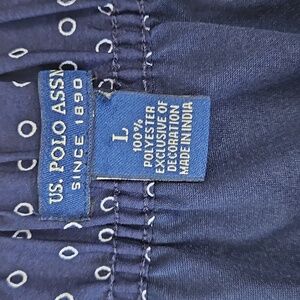 U.S. POLO ASSN
SINCE 1890
L
100%
POLYESTER
EXCLUSIVE OF
DECORATION
MADE IN INDIA